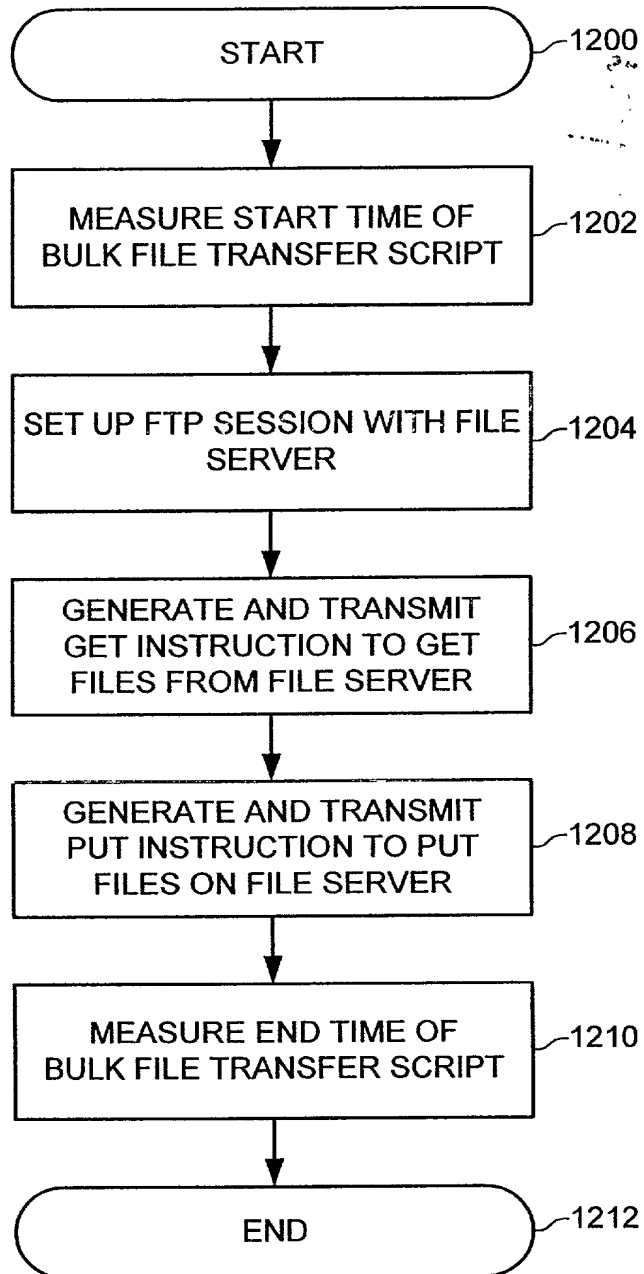 START
1200
MEASURE START TIME OF
BULK FILE TRANSFER SCRIPT
1202
SET UP FTP SESSION WITH FILE
SERVER
1204
GENERATE AND TRANSMIT
GET INSTRUCTION TO GET
FILES FROM FILE SERVER
1206
GENERATE AND TRANSMIT
PUT INSTRUCTION TO PUT
FILES ON FILE SERVER
1208
MEASURE END TIME OF
BULK FILE TRANSFER SCRIPT
1210
END
1212